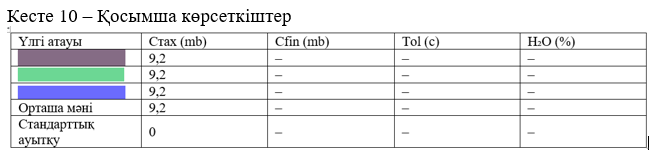 Кесте 10 – Қосымша көрсеткіштер
Үлгі атауы Cmax (mb) Cfin (mb) Tol (c) H₂O (%)
9,2 – – –
9,2 – – –
9,2 – – –
Орташа мәні 9,2 – – –
Стандарттық ауытқу 0 – – –